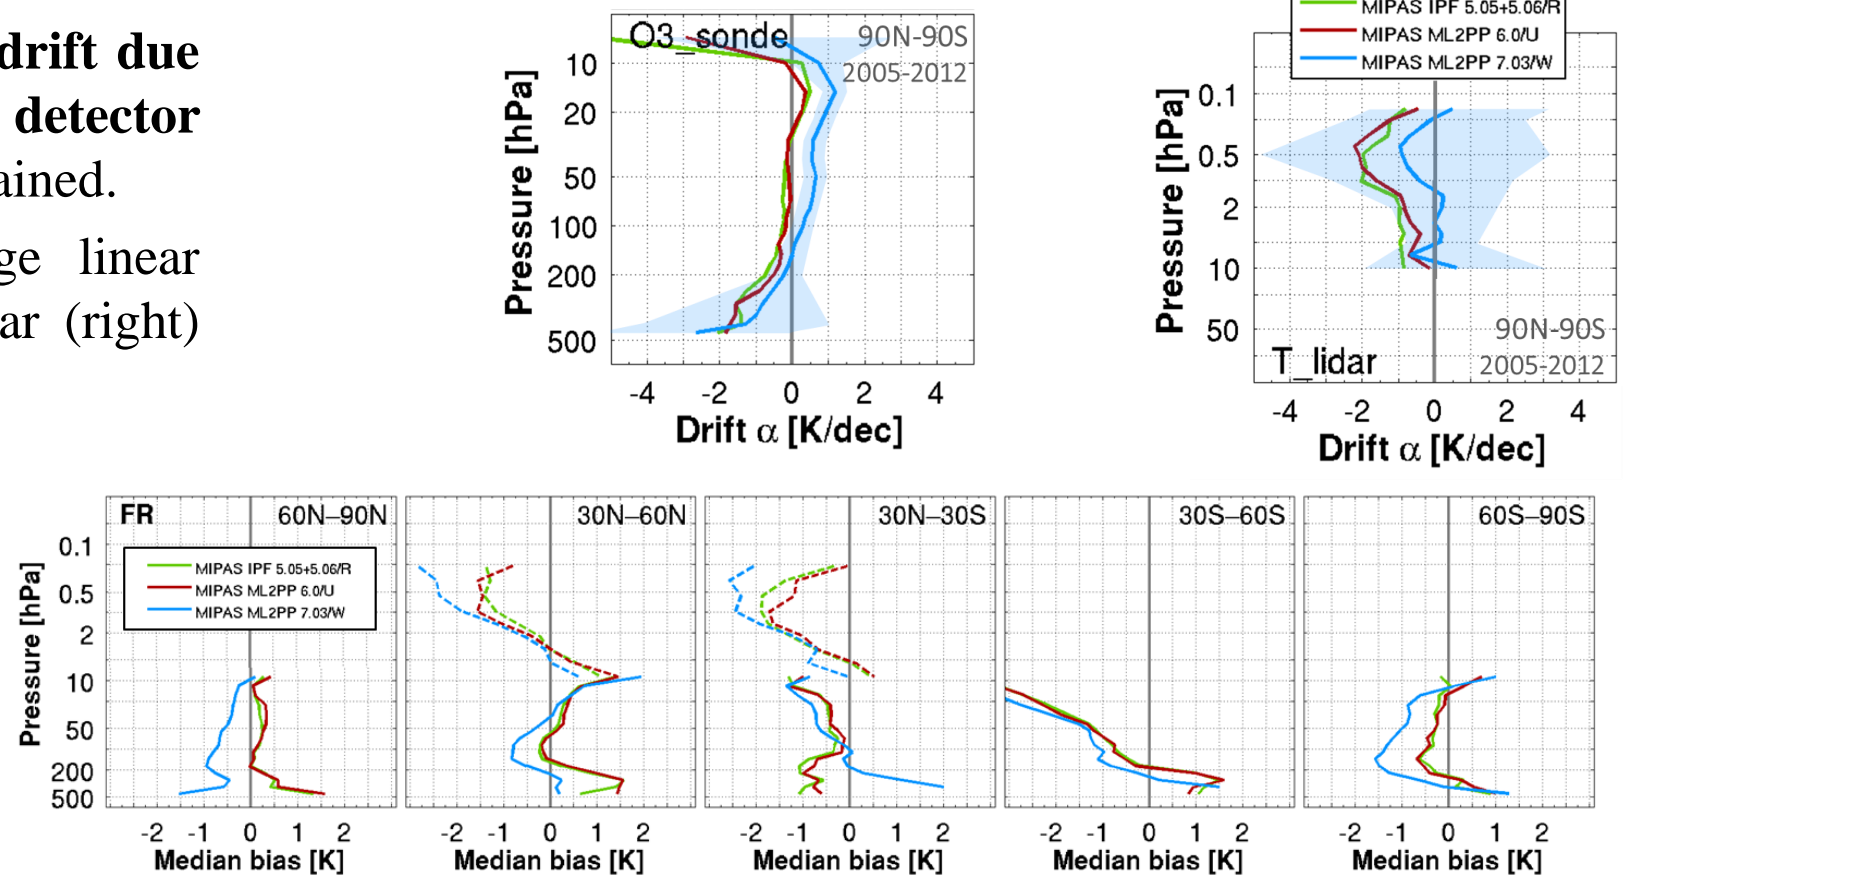 drift due
detector
ained.
ge linear
ar (right)
O3_sonde
90N-90S
2005-2012
Pressure [hPa]
10
20
50
100
200
500
-4 -2 0 2 4
Drift α [K/dec]
MIPAS IPF 5.05+5.06/R
MIPAS ML2PP 6.0/U
MIPAS ML2PP 7.03/W
Pressure [hPa]
0.1
0.5
2
10
50
90N-90S
2005-2012
T_lidar
-4 -2 0 2 4
Drift α [K/dec]
FR 60N–90N
30N–60N
30N–30S
30S–60S
60S–90S
MIPAS IPF 5.05+5.06/R
MIPAS ML2PP 6.0/U
MIPAS ML2PP 7.03/W
Pressure [hPa]
0.1
0.5
2
10
50
200
500
-2 -1 0 1 2
-2 -1 0 1 2
-2 -1 0 1 2
-2 -1 0 1 2
-2 -1 0 1 2
Median bias [K]
Median bias [K]
Median bias [K]
Median bias [K]
Median bias [K]